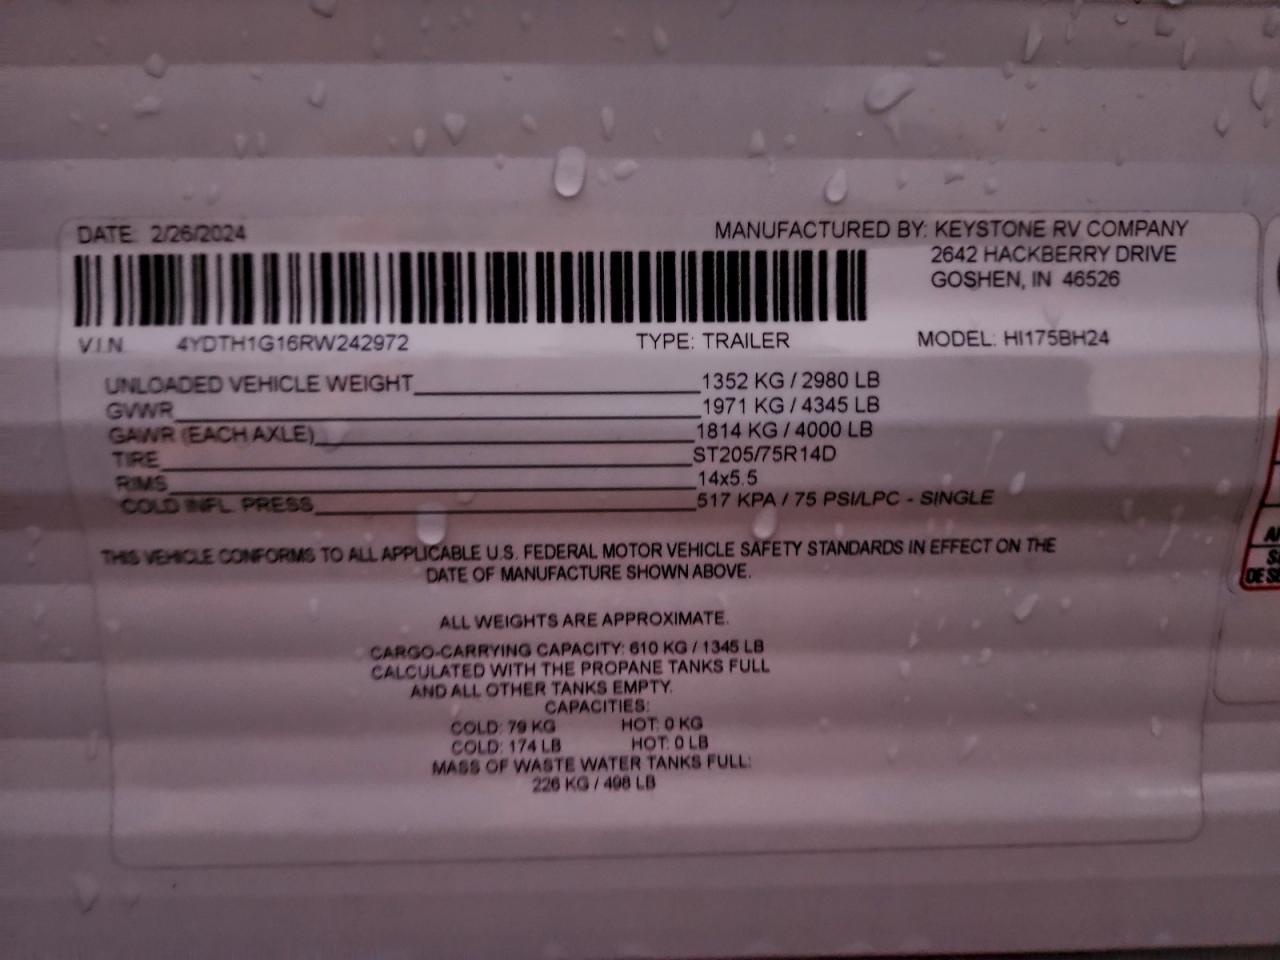 DATE: 2/26/2024
MANUFACTURED BY: KEYSTONE RV COMPANY
2642 HACKBERRY DRIVE
GOSHEN, IN 46526
V.I.N. 4YDTH1G16RW242972 TYPE: TRAILER MODEL: HI175BH24
UNLOADED VEHICLE WEIGHT 1352 KG / 2980 LB
GVWR 1971 KG / 4345 LB
GAWR (EACH AXLE) 1814 KG / 4000 LB
TIRE ST205/75R14D
RIMS 14x5.5
COLD INFL. PRESS 517 KPA / 75 PSI/LPC - SINGLE
THIS VEHICLE CONFORMS TO ALL APPLICABLE U.S. FEDERAL MOTOR VEHICLE SAFETY STANDARDS IN EFFECT ON THE
DATE OF MANUFACTURE SHOWN ABOVE.
ALL WEIGHTS ARE APPROXIMATE.
CARGO-CARRYING CAPACITY: 610 KG / 1345 LB
CALCULATED WITH THE PROPANE TANKS FULL
AND ALL OTHER TANKS EMPTY.
CAPACITIES:
COLD: 79 KG HOT: 0 KG
COLD: 174 LB HOT: 0 LB
MASS OF WASTE WATER TANKS FULL:
226 KG / 498 LB